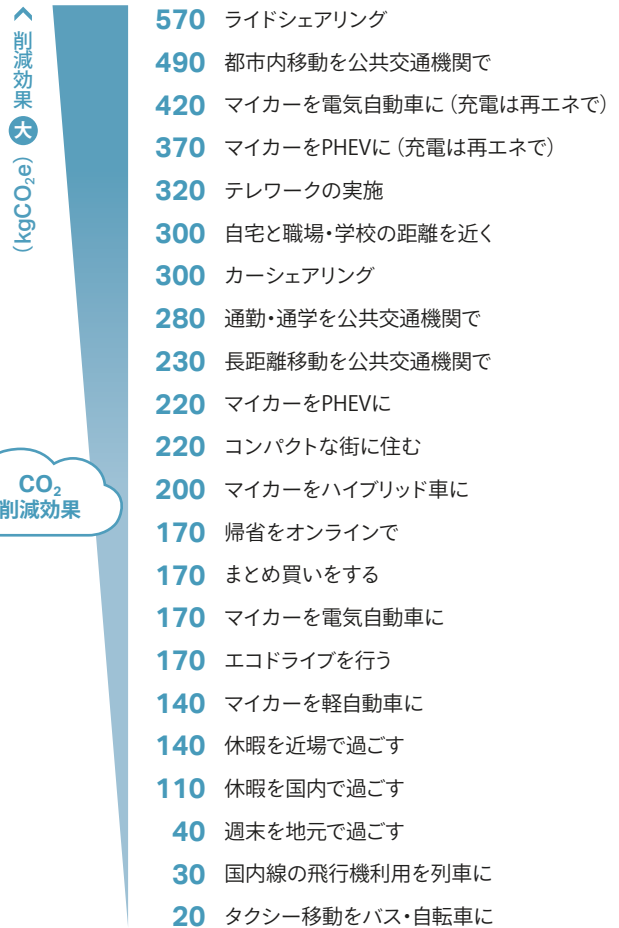 削減効果 大 (kgCO₂e)
570 ライドシェアリング
490 都市内移動を公共交通機関で
420 マイカーを電気自動車に(充電は再エネで)
370 マイカーをPHEVに(充電は再エネで)
320 テレワークの実施
300 自宅と職場・学校の距離を近く
300 カーシェアリング
280 通勤・通学を公共交通機関で
230 長距離移動を公共交通機関で
220 マイカーをPHEVに
220 コンパクトな街に住む
CO₂
削減効果
200 マイカーをハイブリッド車に
170 帰省をオンラインで
170 まとめ買いをする
170 マイカーを電気自動車に
170 エコドライブを行う
140 マイカーを軽自動車に
140 休暇を近場で過ごす
110 休暇を国内で過ごす
40 週末を地元で過ごす
30 国内線の飛行機利用を列車に
20 タクシー移動をバス・自転車に